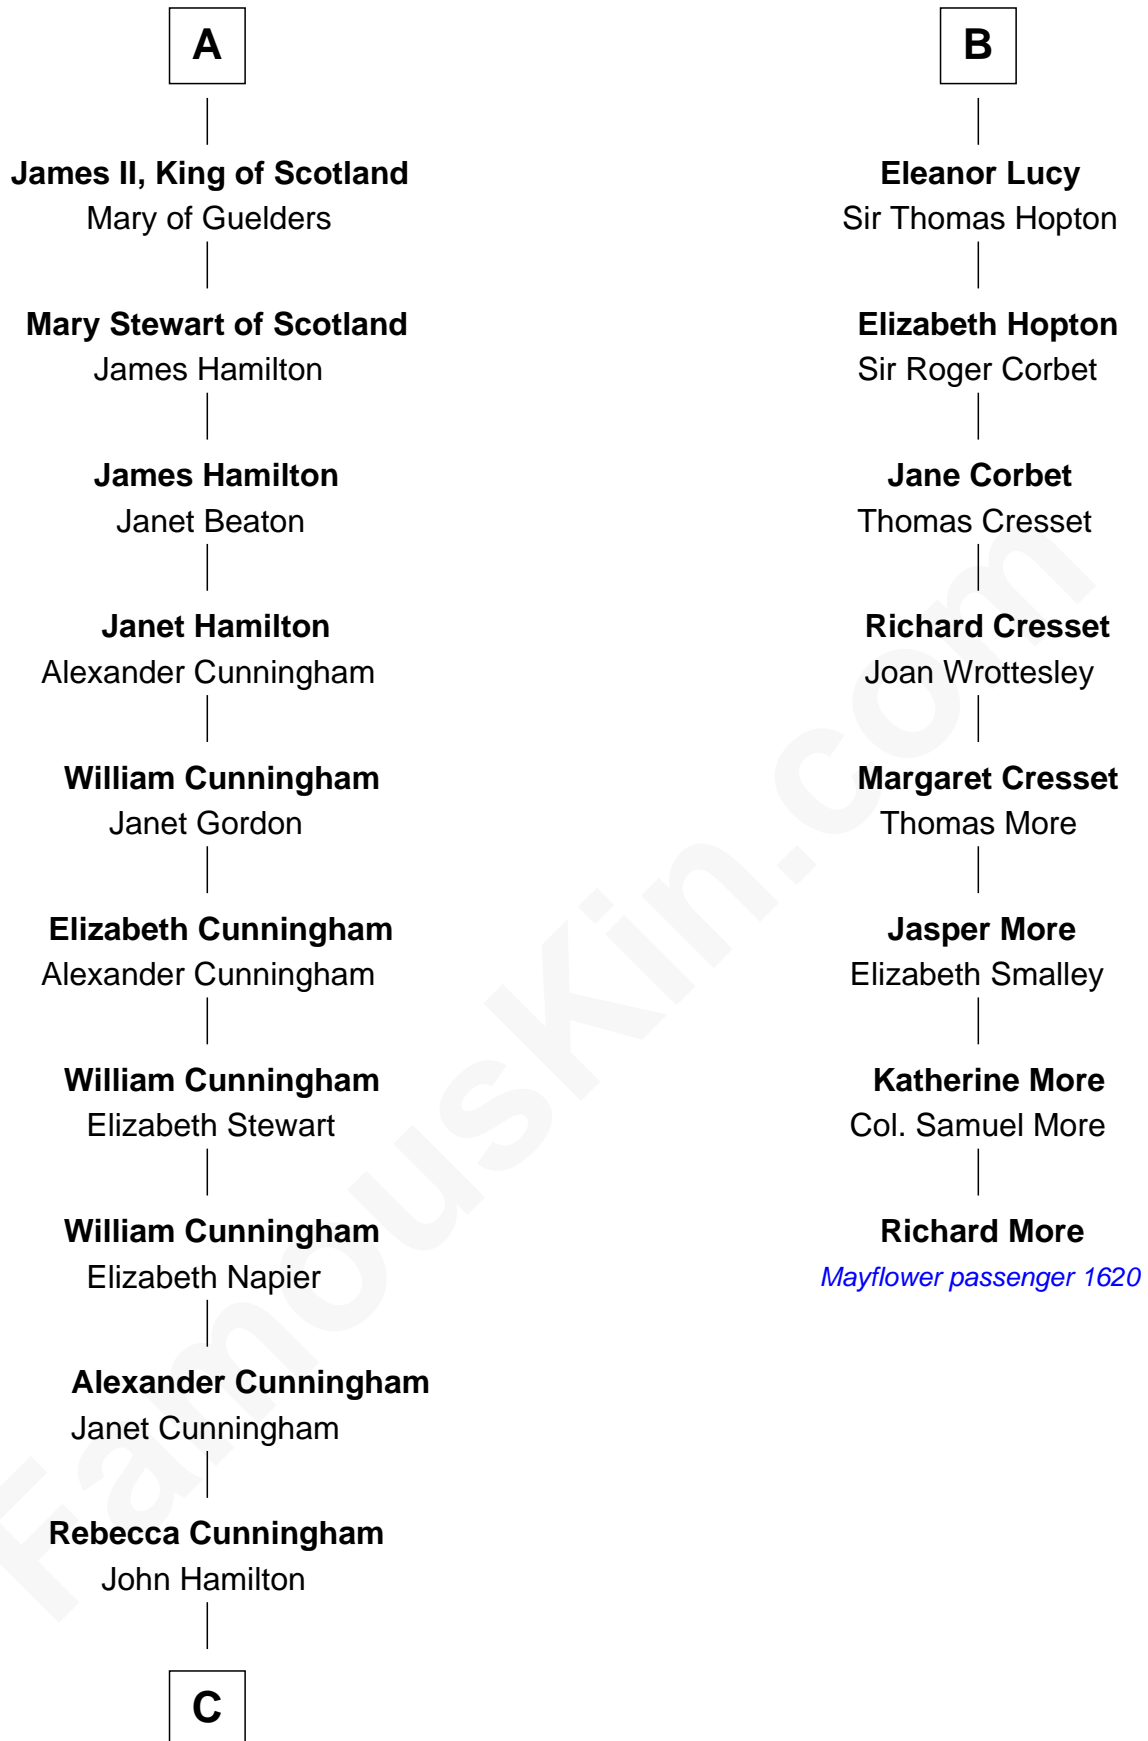 A
James II, King of Scotland
Mary of Guelders
Mary Stewart of Scotland
James Hamilton
James Hamilton
Janet Beaton
Janet Hamilton
Alexander Cunningham
William Cunningham
Janet Gordon
Elizabeth Cunningham
Alexander Cunningham
William Cunningham
Elizabeth Stewart
William Cunningham
Elizabeth Napier
Alexander Cunningham
Janet Cunningham
Rebecca Cunningham
John Hamilton
C
B
Eleanor Lucy
Sir Thomas Hopton
Elizabeth Hopton
Sir Roger Corbet
Jane Corbet
Thomas Cresset
Richard Cresset
Joan Wrottesley
Margaret Cresset
Thomas More
Jasper More
Elizabeth Smalley
Katherine More
Col. Samuel More
Richard More
Mayflower passenger 1620
FamousKin.com